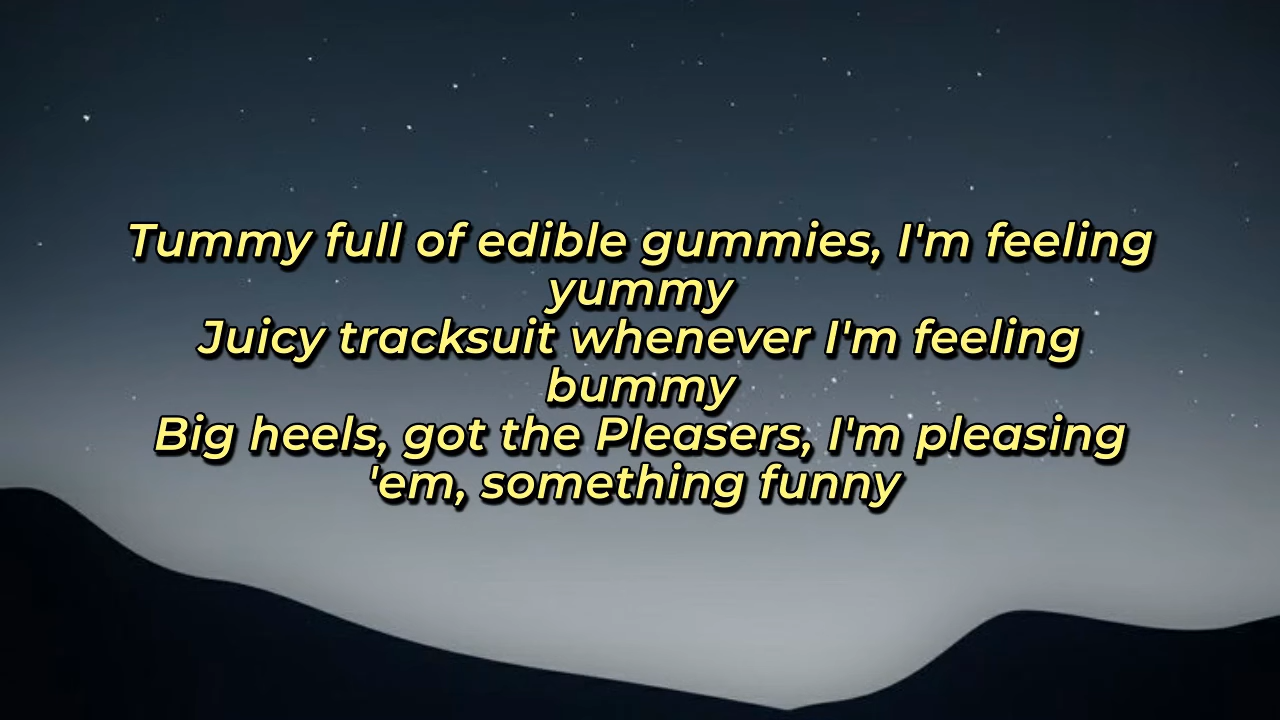 Tummy full of edible gummies, I'm feeling
yummy
Juicy tracksuit whenever I'm feeling
bummy
Big heels, got the Pleasers, I'm pleasing
'em, something funny